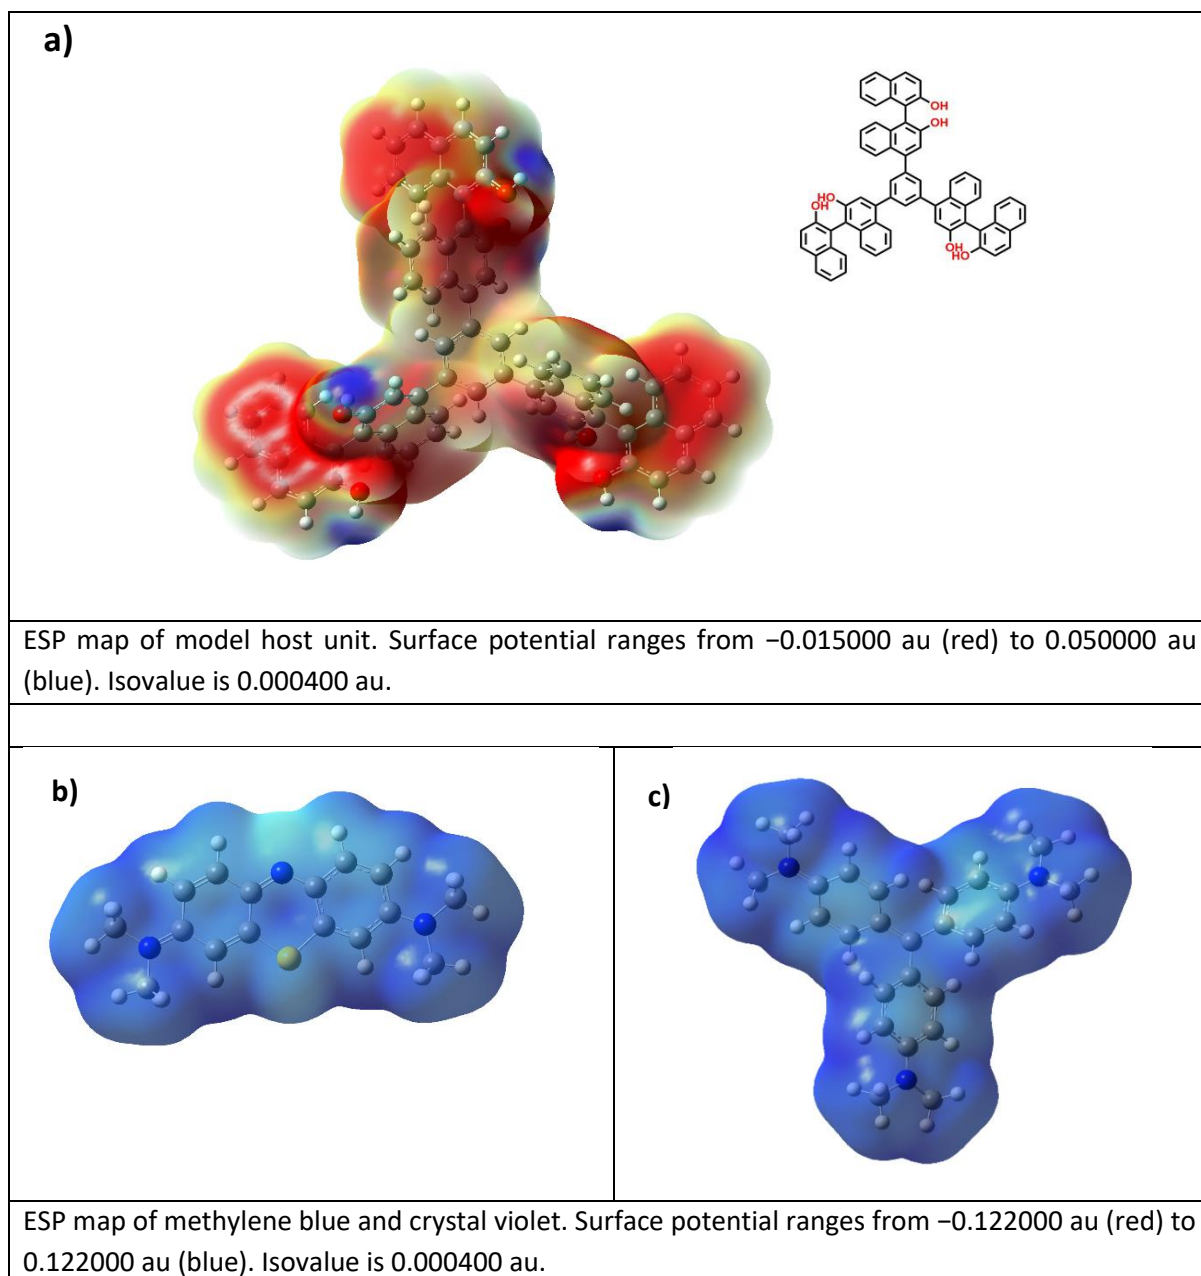 a)
OH
OH
HO
OH
OH
HO
ESP map of model host unit. Surface potential ranges from −0.015000 au (red) to 0.050000 au
(blue). Isovalue is 0.000400 au.
b)
c)
ESP map of methylene blue and crystal violet. Surface potential ranges from −0.122000 au (red) to
0.122000 au (blue). Isovalue is 0.000400 au.